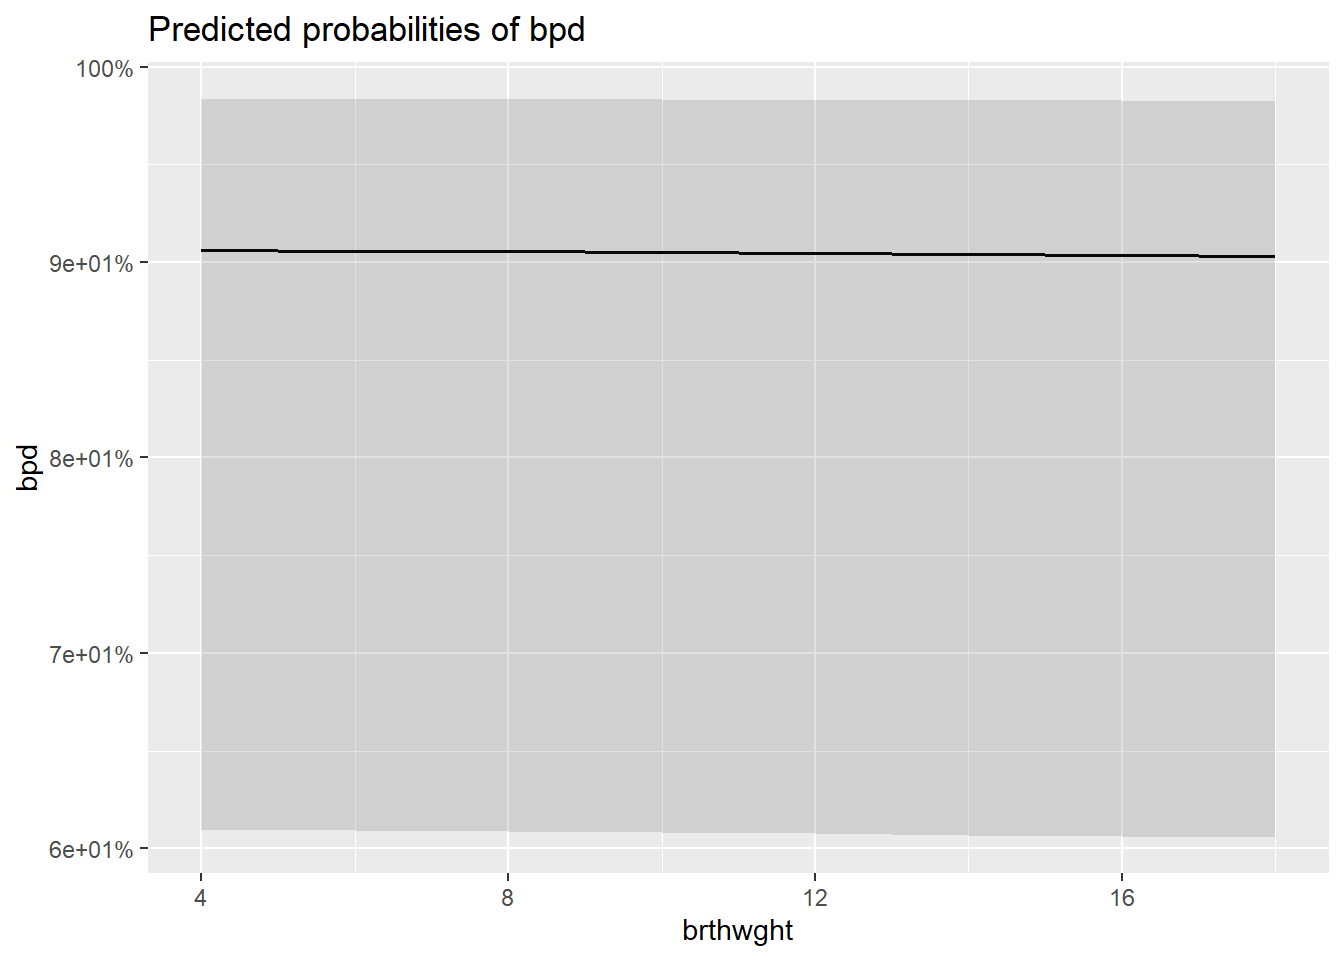 Predicted probabilities of bpd
100%
9e+01%
8e+01%
7e+01%
6e+01%
bpd
4 8 12 16
brthwght